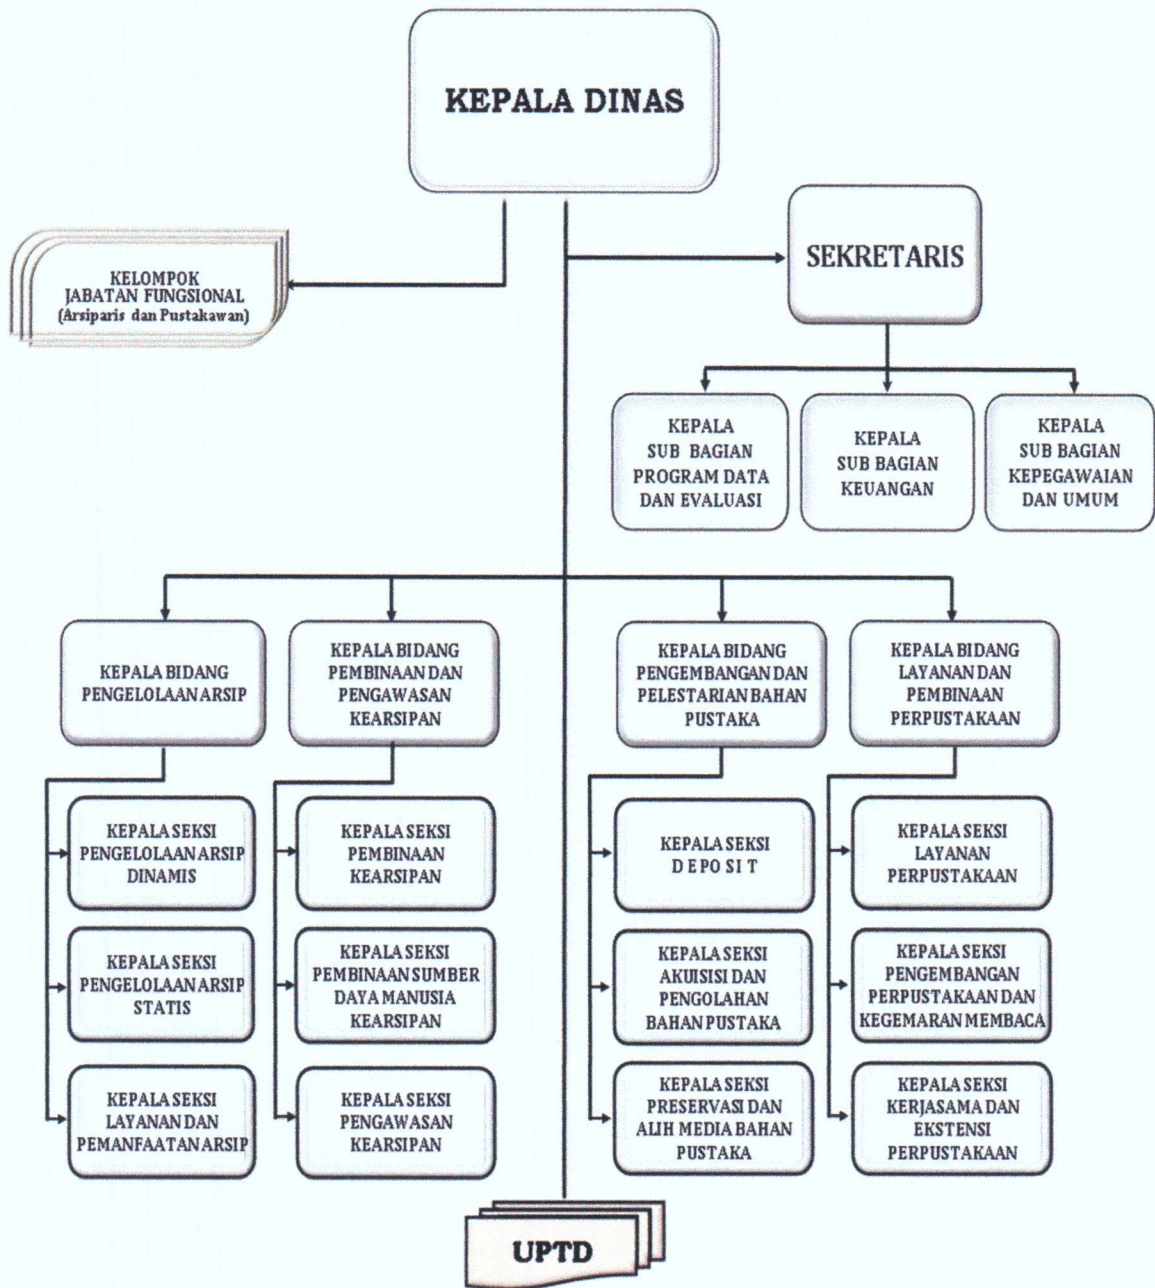 KEPALA DINAS
SEKRETARIS
KELOMPOK
JABATAN FUNGSIONAL
(Arsiparis dan Pustakawan)
KEPALA
SUB BAGIAN
PROGRAM DATA
DAN EVALUASI
KEPALA
SUB BAGIAN
KEUANGAN
KEPALA
SUB BAGIAN
KEPEGAWAIAN
DAN UMUM
KEPALA BIDANG
PENGELOLAAN ARSIP
KEPALA BIDANG
PEMBINAAN DAN
PENGAWASAN
KEARSIPAN
KEPALA BIDANG
PENGEMBANGAN DAN
PELESTARIAN BAHAN
PUSTAKA
KEPALA BIDANG
LAYANAN DAN
PEMBINAAN
PERPUSTAKAAN
KEPALA SEKSI
PENGELOLAAN ARSIP
DINAMIS
KEPALA SEKSI
PEMBINAAN
KEARSIPAN
KEPALA SEKSI
D E P O S I T
KEPALA SEKSI
LAYANAN
PERPUSTAKAAN
KEPALA SEKSI
PENGELOLAAN ARSIP
STATIS
KEPALA SEKSI
PEMBINAAN SUMBER
DAYA MANUSIA
KEARSIPAN
KEPALA SEKSI
AKUISISI DAN
PENGOLAHAN
BAHAN PUSTAKA
KEPALA SEKSI
PENGEMBANGAN
PERPUSTAKAAN DAN
KEGEMARAN MEMBACA
KEPALA SEKSI
LAYANAN DAN
PEMANFAATAN ARSIP
KEPALA SEKSI
PENGAWASAN
KEARSIPAN
KEPALA SEKSI
PRESERVASI DAN
ALIH MEDIA BAHAN
PUSTAKA
KEPALA SEKSI
KERJASAMA DAN
EKSTENSI
PERPUSTAKAAN
UPTD